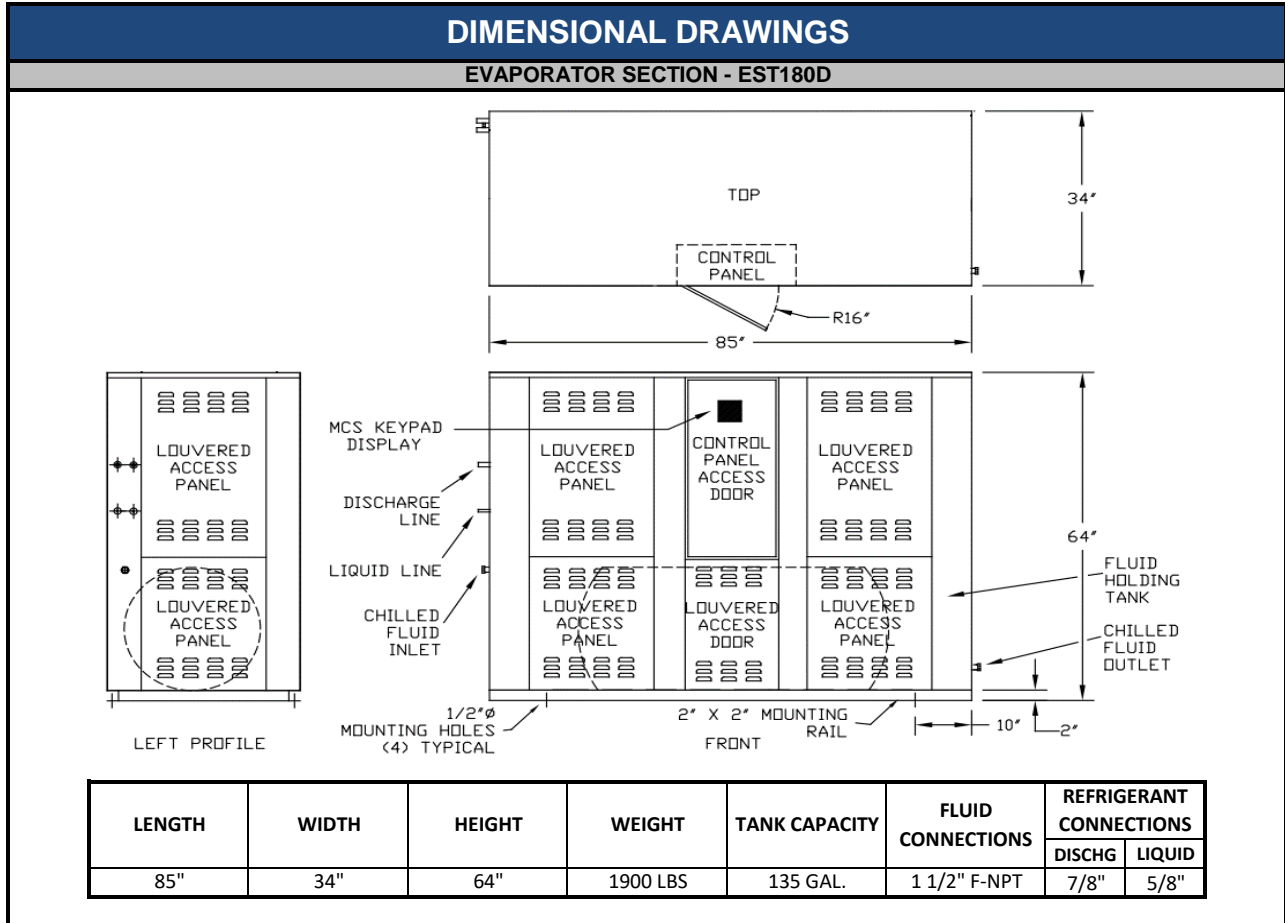 DIMENSIONAL DRAWINGS
EVAPORATOR SECTION - EST180D
TOP
34"
CONTROL
PANEL
R16"
85"
MCS KEYPAD
DISPLAY
DISCHARGE
LINE
LIQUID LINE
CHILLED
FLUID
INLET
LOUVERED
ACCESS
PANEL
LOUVERED
ACCESS
PANEL
LEFT PROFILE
LOUVERED
ACCESS
PANEL
CONTROL
PANEL
ACCESS
DOOR
LOUVERED
ACCESS
PANEL
LOUVERED
ACCESS
PANEL
LOUVERED
ACCESS
DOOR
LOUVERED
ACCESS
PANEL
64"
FLUID
HOLDING
TANK
CHILLED
FLUID
OUTLET
1/2"Ø
MOUNTING HOLES
(4) TYPICAL
2" X 2" MOUNTING
RAIL
FRONT
10"
2"
LENGTH WIDTH HEIGHT WEIGHT TANK CAPACITY FLUID CONNECTIONS REFRIGERANT CONNECTIONS
DISCHG LIQUID
85" 34" 64" 1900 LBS 135 GAL. 1 1/2" F-NPT 7/8" 5/8"